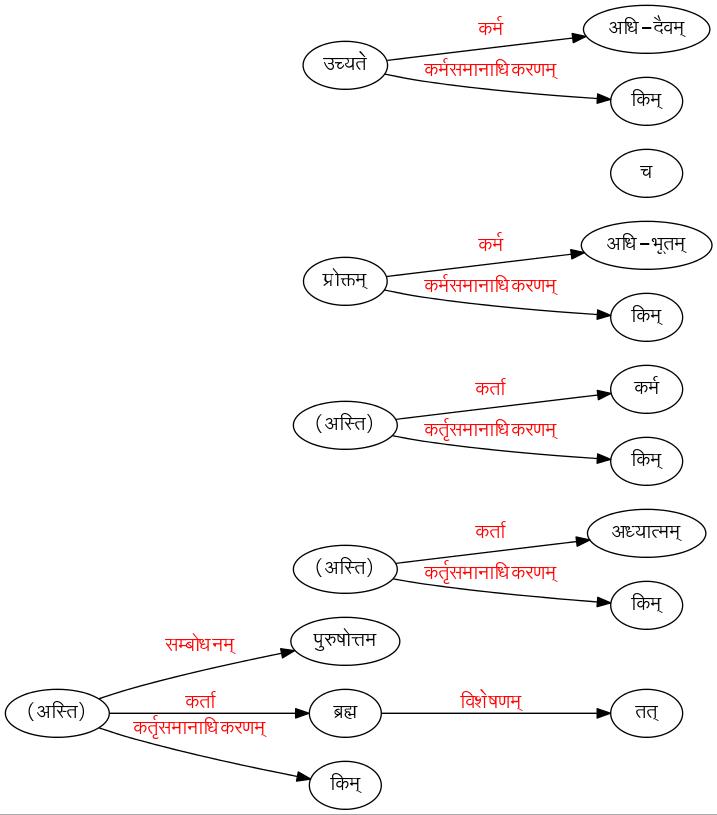 कर्म
अधि-दैवम्
उच्यते
कर्मसमानाधिकरणम्
किम्
च
कर्म
अधि-भूतम्
प्रोक्तम्
कर्मसमानाधिकरणम्
किम्
कर्ता
कर्म
(अस्ति)
कर्तृसमानाधिकरणम्
किम्
कर्ता
अध्यात्मम्
(अस्ति)
कर्तृसमानाधिकरणम्
किम्
सम्बोधनम्
पुरुषोत्तम
(अस्ति)
कर्ता
ब्रह्म
विशेषणम्
तत्
कर्तृसमानाधिकरणम्
किम्